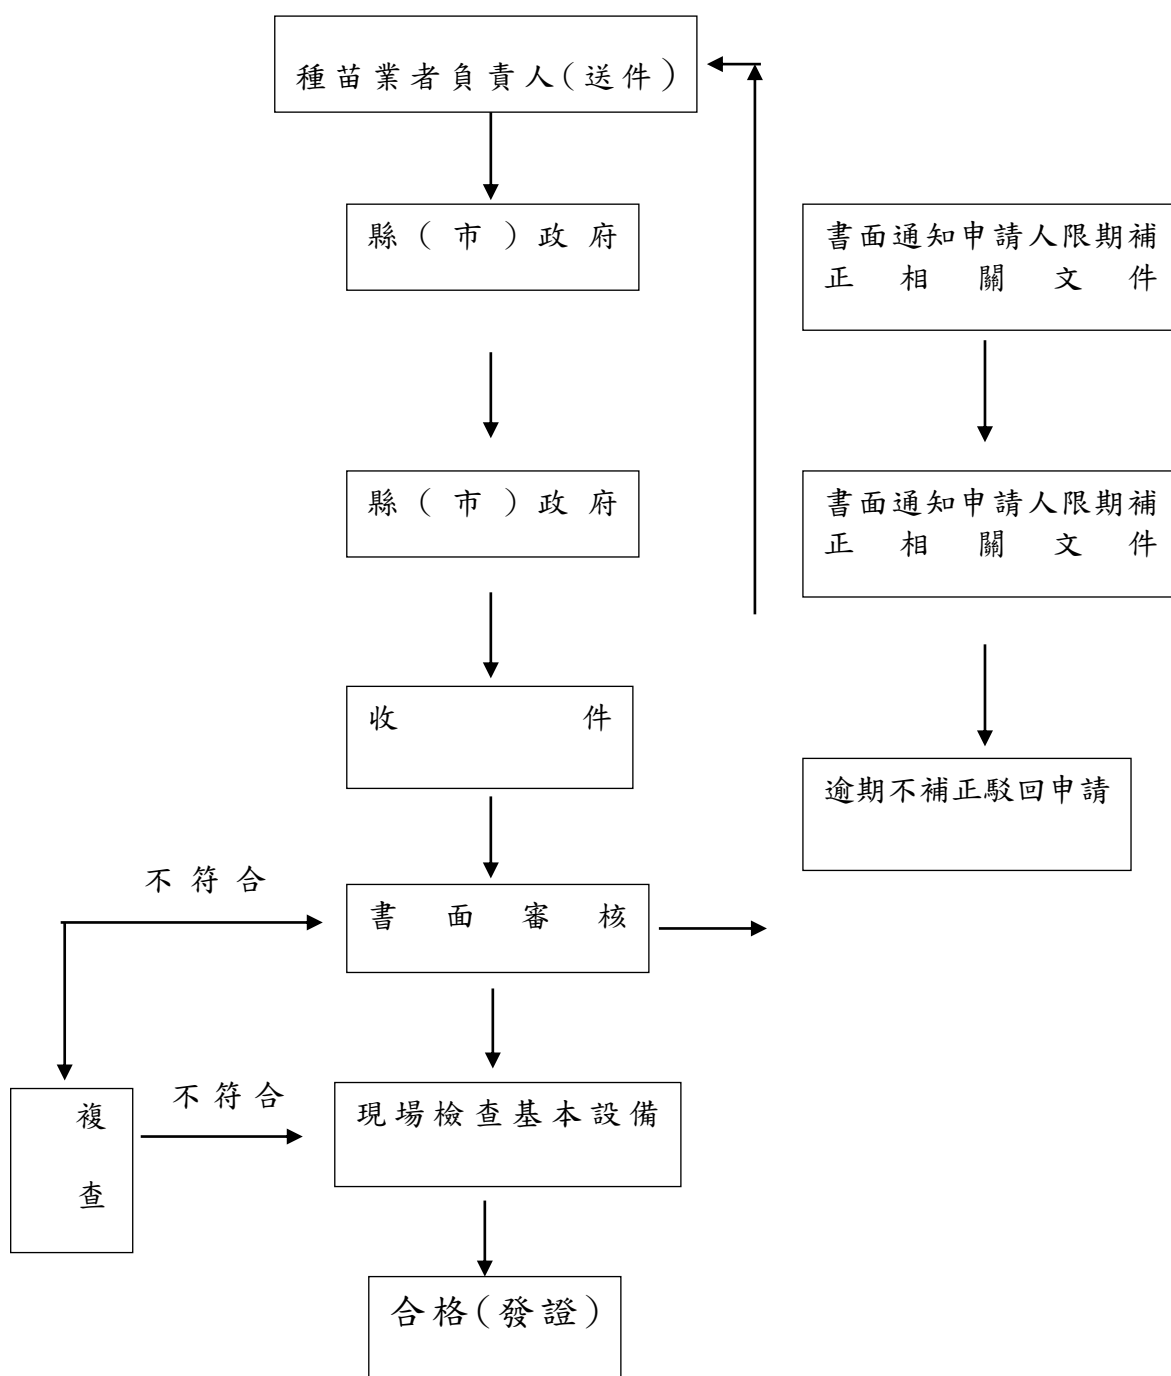 種苗業者負責人(送件)
縣(市)政府
書面通知申請人限期補
正相關文件
縣(市)政府
書面通知申請人限期補
正相關文件
收件
逾期不補正駁回申請
不符合
書面審核
不符合
複
查
現場檢查基本設備
合格(發證)